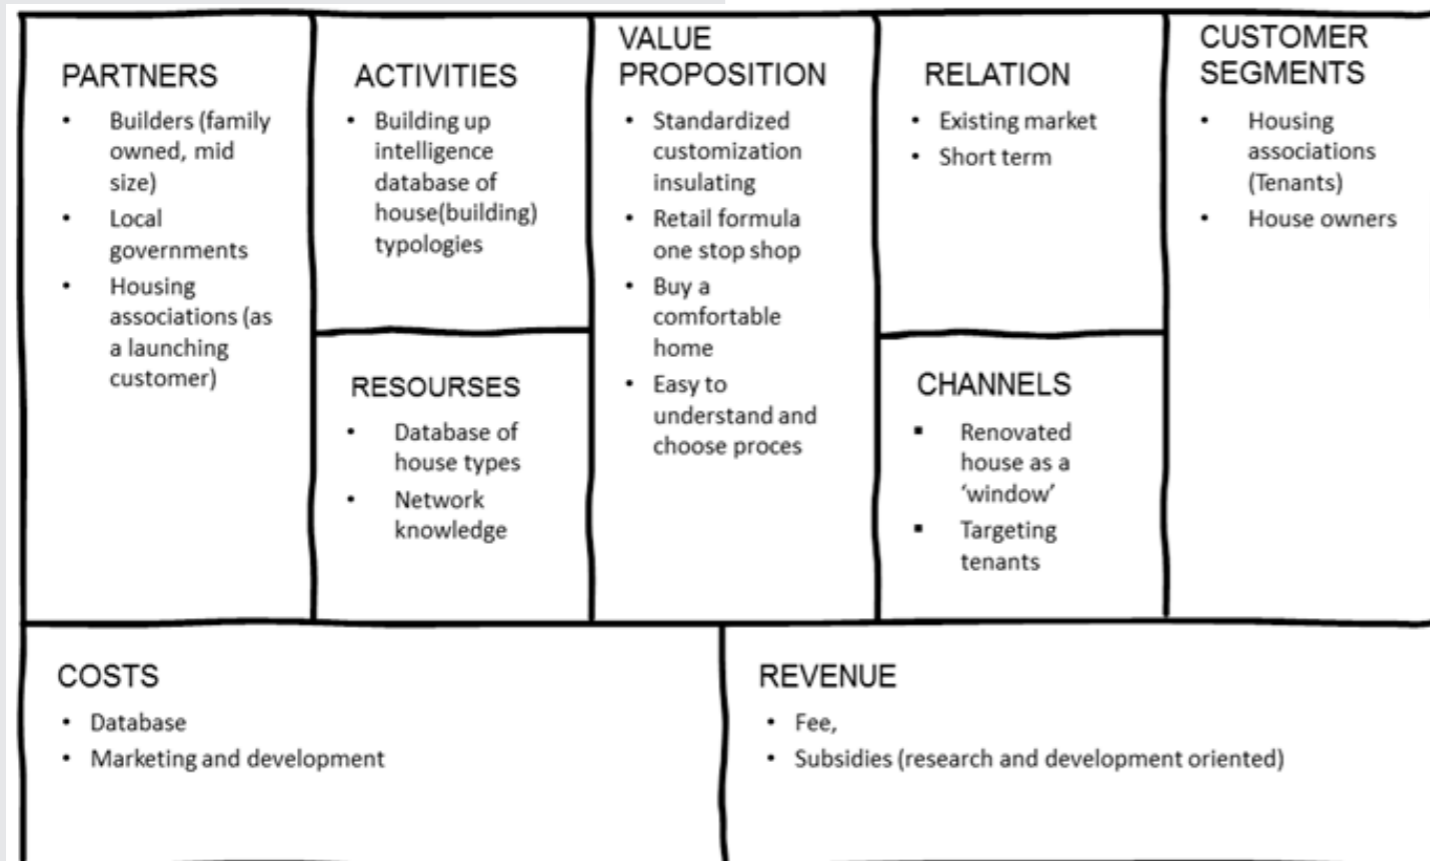 PARTNERS
• Builders (family
owned, mid
size)
• Local
governments
• Housing
associations (as
a launching
customer)
ACTIVITIES
• Building up
intelligence
database of
house(building)
typologies
RESOURSES
• Database of
house types
• Network
knowledge
VALUE
PROPOSITION
• Standardized
customization
insulating
• Retail formula
one stop shop
• Buy a
comfortable
home
• Easy to
understand and
choose proces
RELATION
• Existing market
• Short term
CHANNELS
▪ Renovated
house as a
‘window’
▪ Targeting
tenants
CUSTOMER
SEGMENTS
• Housing
associations
(Tenants)
• House owners
COSTS
• Database
• Marketing and development
REVENUE
• Fee,
• Subsidies (research and development oriented)